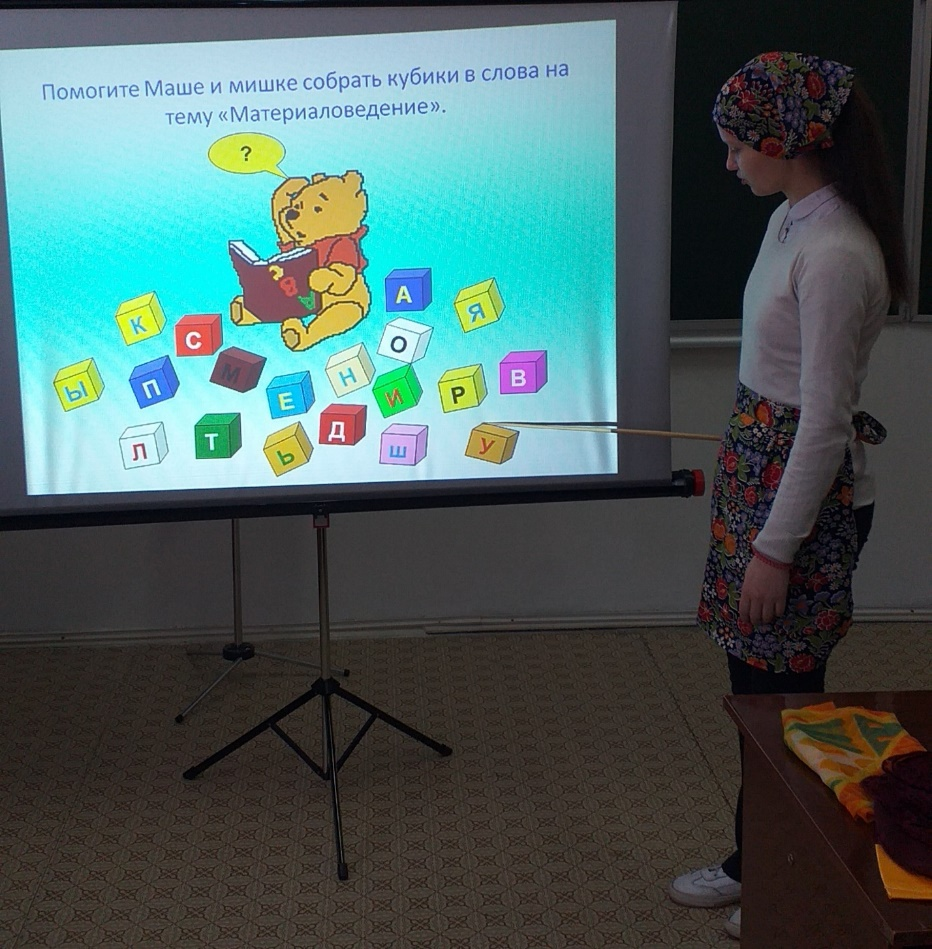 Помогите Маше и мишке собрать кубики в слова на
тему «Материаловедение».
?
А
Я
К
С
О
Ы
П
М
Е
Н
И
Р
В
Л
Т
Ь
Д
Ш
У